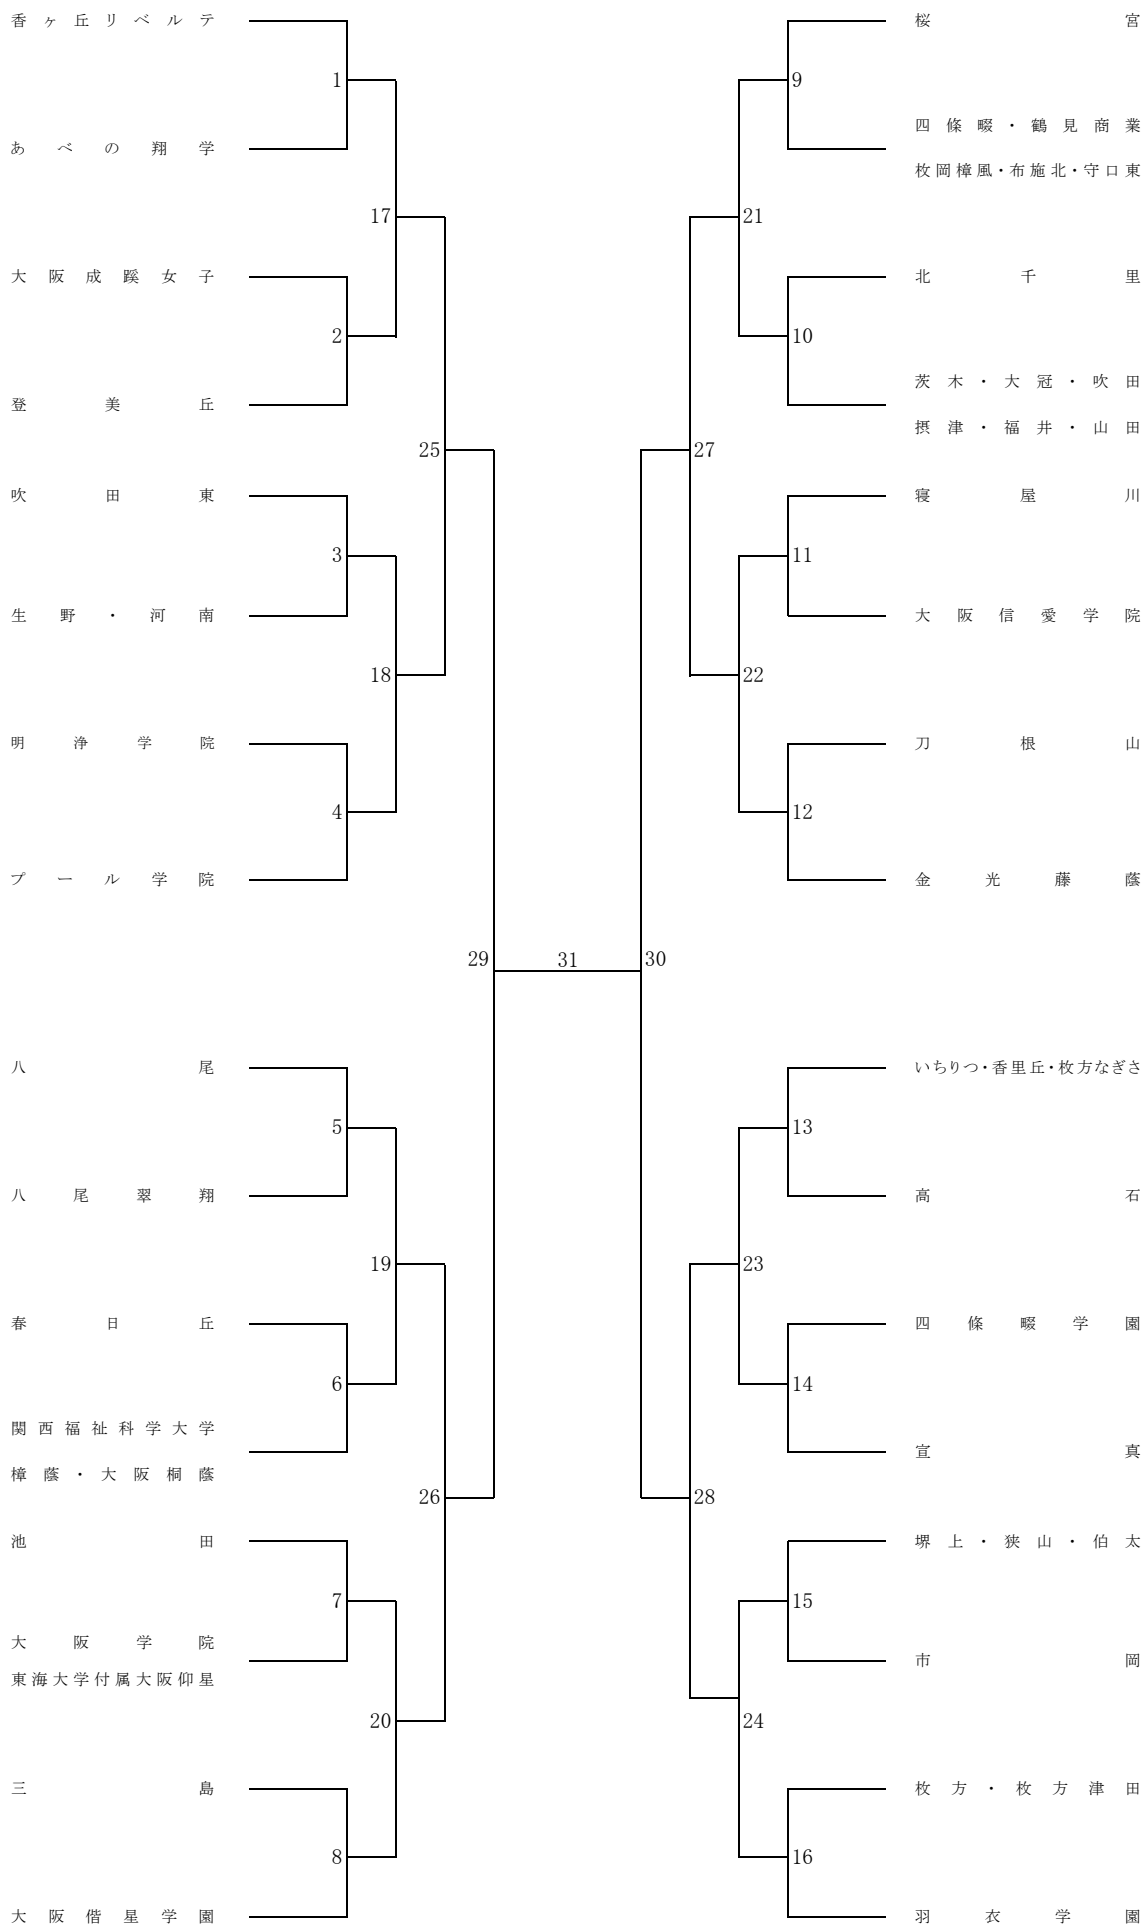 香ヶ丘リベルテ
1
あべの翔学
17
大阪成蹊女子
2
登美丘
25
吹田東
3
生野・河南
18
明浄学院
4
プール学院
29
31
30
八尾
5
八尾翠翔
19
春日丘
6
関西福祉科学大学
樟蔭・大阪桐蔭
26
池田
7
大阪学院
東海大学付属大阪仰星
20
三島
8
大阪偕星学園
桜宮
9
四條畷・鶴見商業
枚岡樟風・布施北・守口東
21
北千里
10
茨木・大冠・吹田
摂津・福井・山田
27
寝屋川
11
大阪信愛学院
22
刀根山
12
金光藤蔭
いちりつ・香里丘・枚方なぎさ
13
高石
23
四條畷学園
14
宣真
28
堺上・狭山・伯太
15
市岡
24
枚方・枚方津田
16
羽衣学園